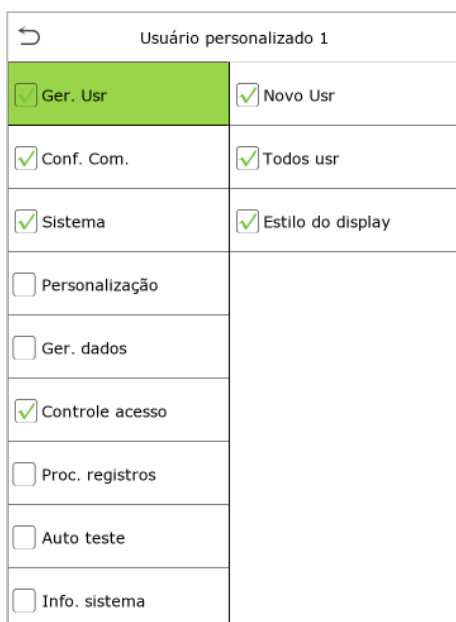 Usuário personalizado 1
Ger. Usr
Novo Usr
Conf. Com.
Todos usr
Sistema
Estilo do display
Personalização
Ger. dados
Controle acesso
Proc. registros
Auto teste
Info. sistema